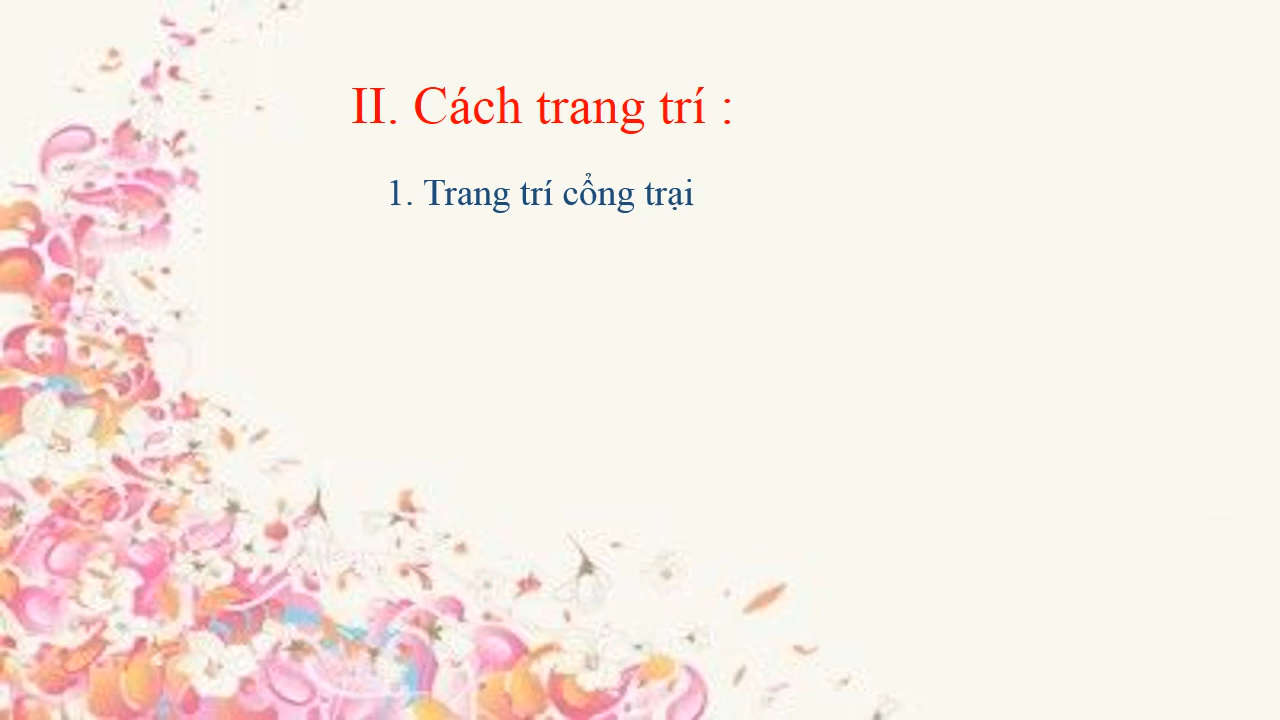 II. Cách trang trí :
1. Trang trí cổng trại